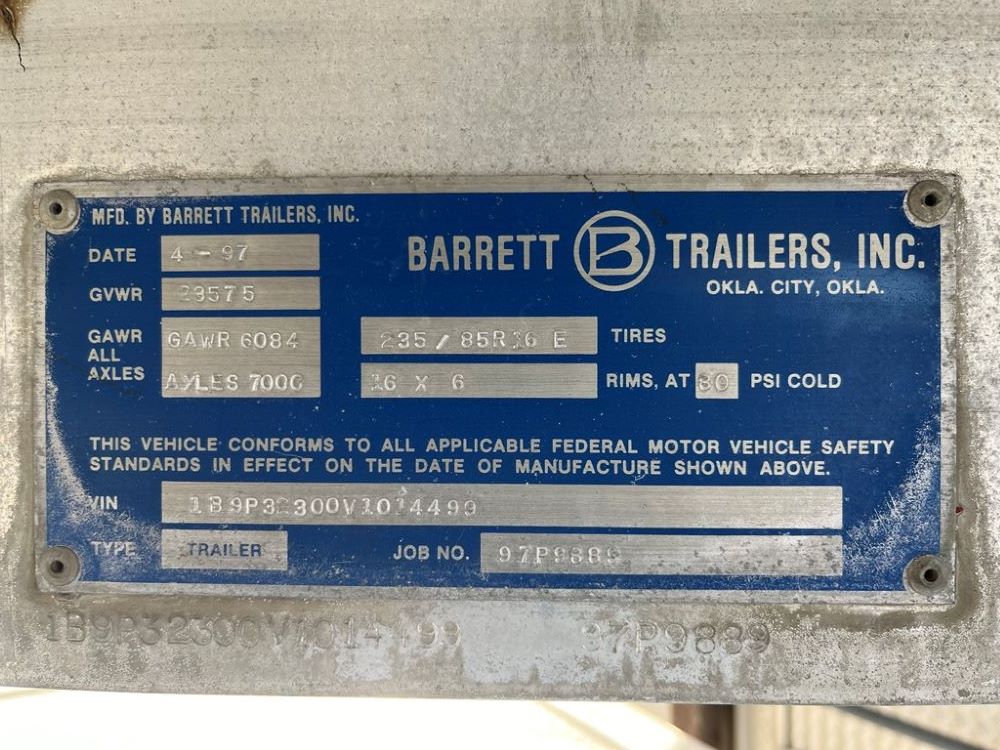 MFD. BY BARRETT TRAILERS, INC.
DATE 4-97
BARRETT B TRAILERS, INC.
OKLA. CITY, OKLA.
GVWR 23575
GAWR ALL AXLES
GAWR 6084
235/85R16 E TIRES
AXLES 7000
16 X 6 RIMS, AT 80 PSI COLD
THIS VEHICLE CONFORMS TO ALL APPLICABLE FEDERAL MOTOR VEHICLE SAFETY
STANDARDS IN EFFECT ON THE DATE OF MANUFACTURE SHOWN ABOVE.
VIN 1B9P32300V1014499
TYPE TRAILER JOB NO. 97P9889
1B9P32300V1014499 97P9889